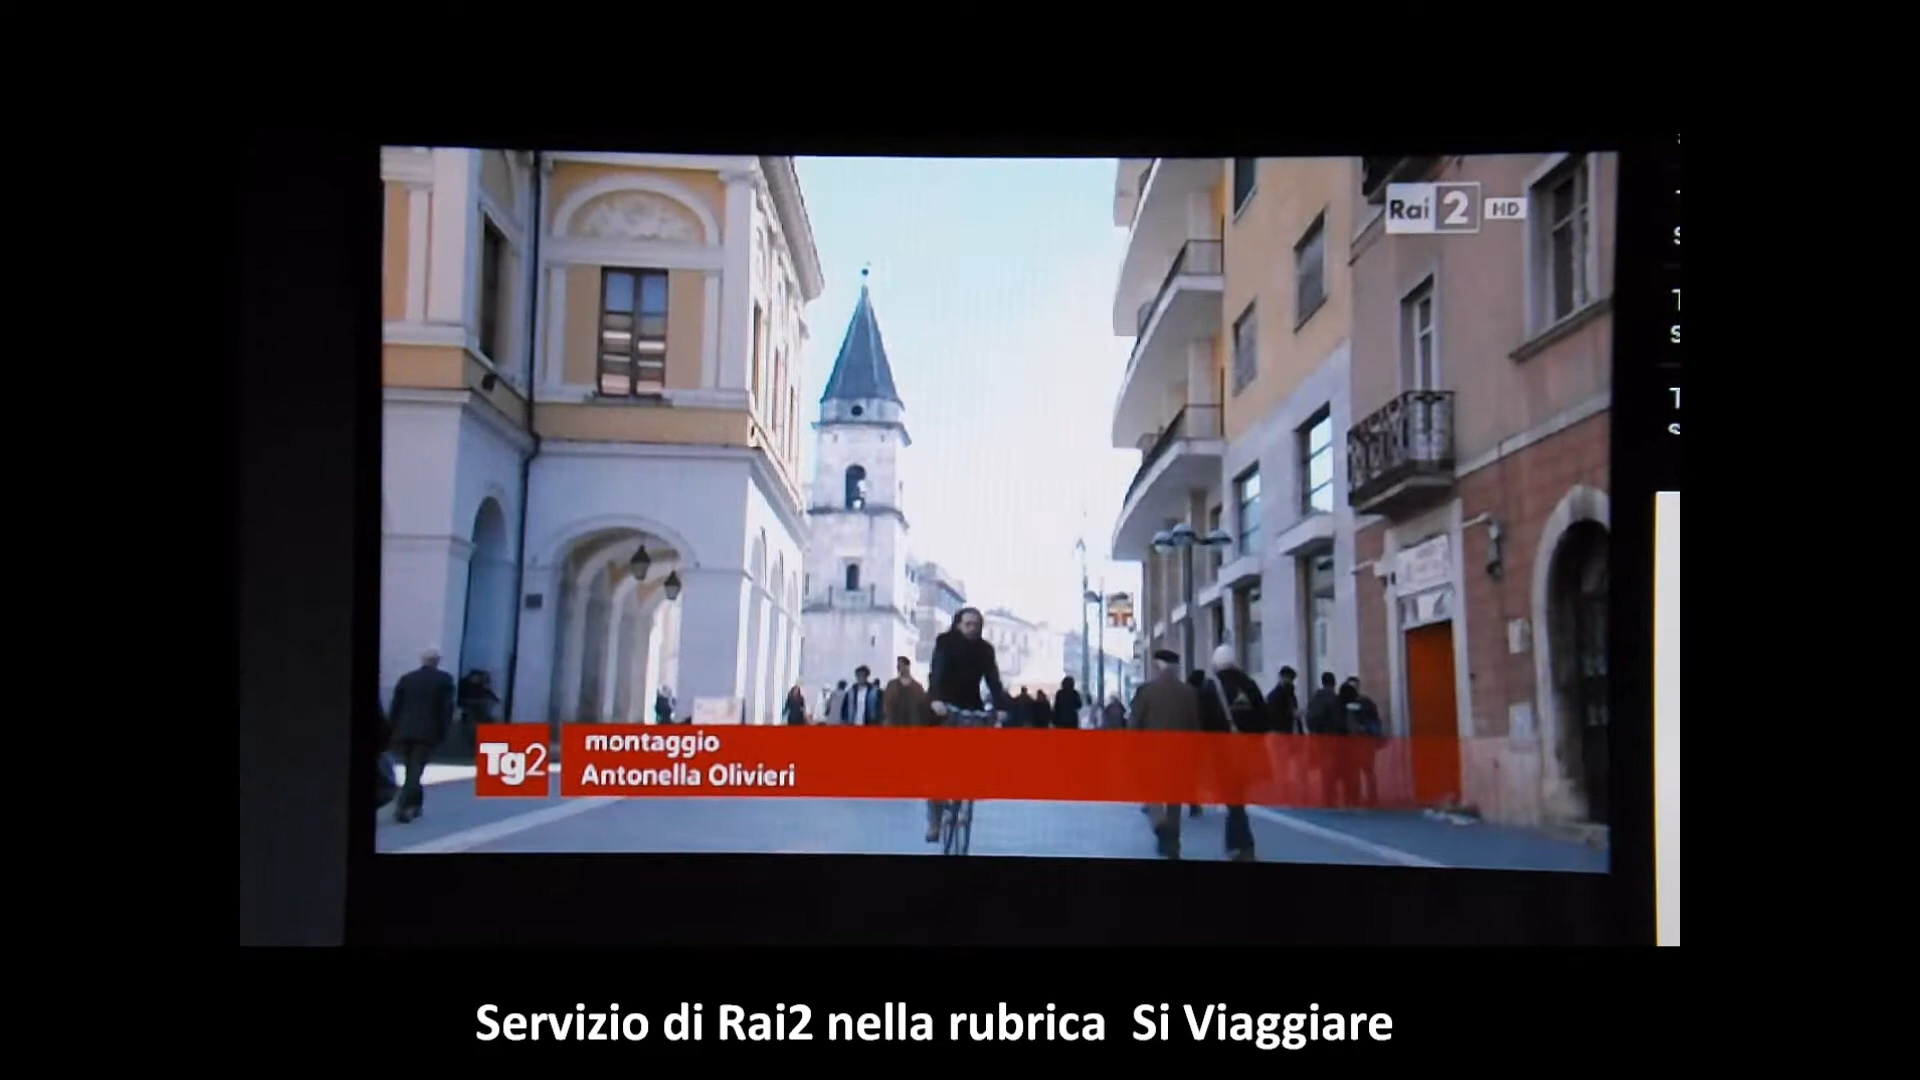 Rai 2 HD
Tg2
montaggio
Antonella Olivieri
Servizio di Rai2 nella rubrica Si Viaggiare